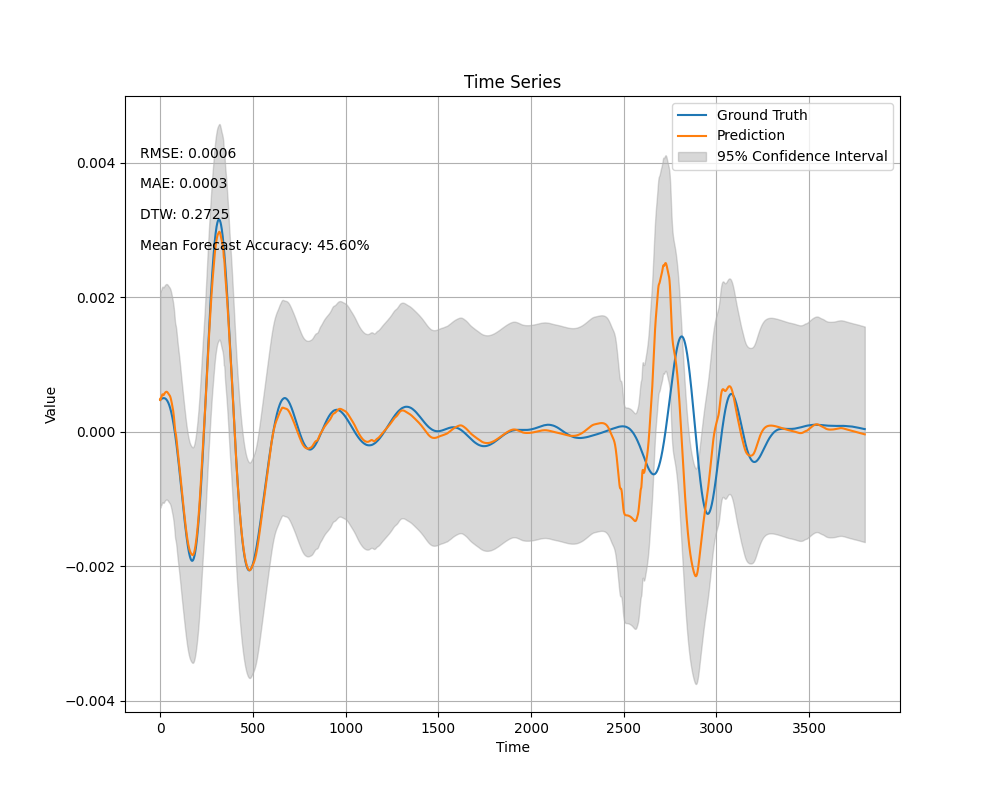 Time Series
Ground Truth
Prediction
95% Confidence Interval
RMSE: 0.0006
MAE: 0.0003
DTW: 0.2725
Mean Forecast Accuracy: 45.60%
0.004
0.002
0.000
−0.002
−0.004
Value
0 500 1000 1500 2000 2500 3000 3500
Time